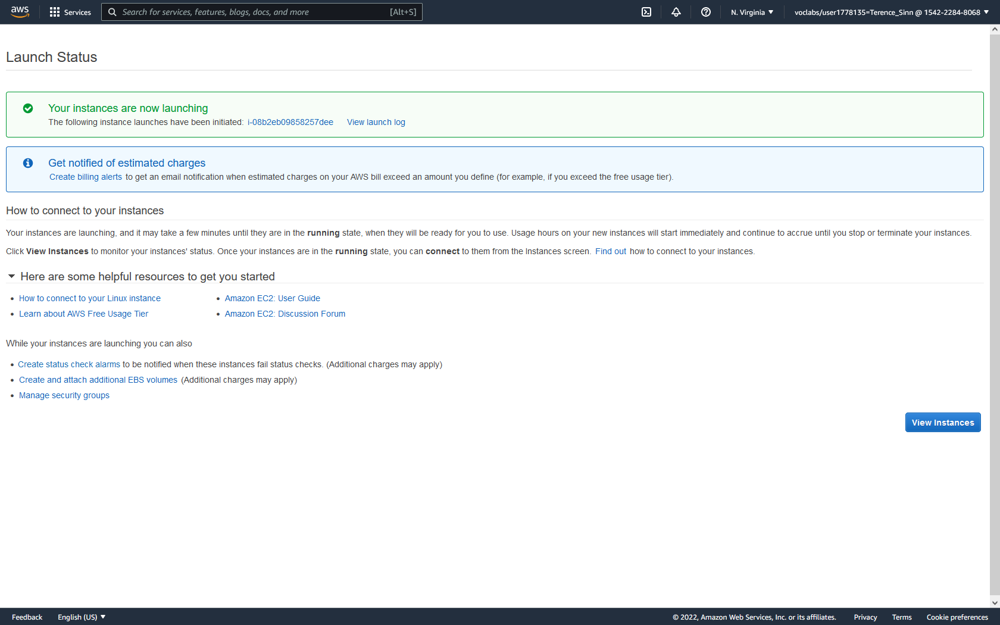 aws
Services
Search for services, features, blogs, docs, and more
[Alt+S]
N. Virginia
voclabs/user1778135=Terence_Sinn @ 1542-2284-8068
Launch Status
Your instances are now launching
The following instance launches have been initiated: i-08b2eb09858257dee View launch log
Get notified of estimated charges
Create billing alerts to get an email notification when estimated charges on your AWS bill exceed an amount you define (for example, if you exceed the free usage tier).
How to connect to your instances
Your instances are launching, and it may take a few minutes until they are in the running state, when they will be ready for you to use. Usage hours on your new instances will start immediately and continue to accrue until you stop or terminate your instances.
Click View Instances to monitor your instances' status. Once your instances are in the running state, you can connect to them from the Instances screen. Find out how to connect to your instances.
Here are some helpful resources to get you started
• How to connect to your Linux instance
• Amazon EC2: User Guide
• Learn about AWS Free Usage Tier
• Amazon EC2: Discussion Forum
While your instances are launching you can also
• Create status check alarms to be notified when these instances fail status checks. (Additional charges may apply)
• Create and attach additional EBS volumes (Additional charges may apply)
• Manage security groups
View Instances
Feedback
English (US)
© 2022, Amazon Web Services, Inc. or its affiliates.
Privacy
Terms
Cookie preferences